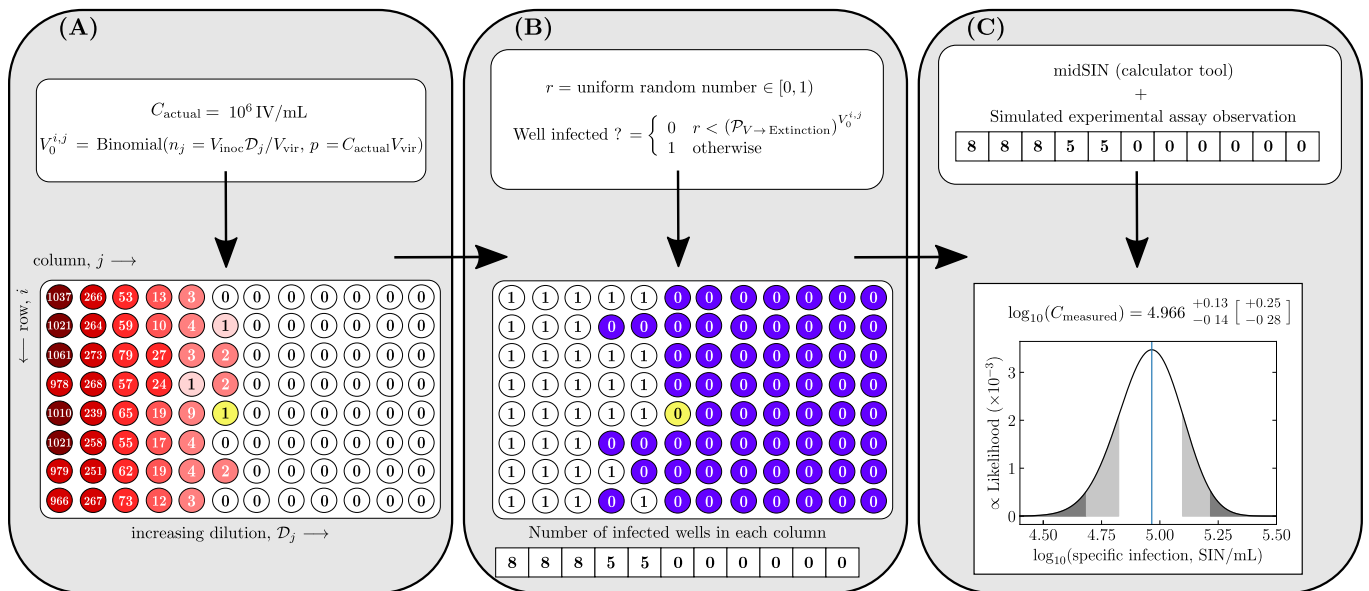 (A)
C_actual = 10^6 IV/mL
V_0^{i,j} = Binomial(n_j = V_inoc 𝒟_j/V_vir, p = C_actual V_vir)
column, j ⟶
⟵ row, i
1037 266 53 13 3 0 0 0 0 0 0 0
1021 264 59 10 4 1 0 0 0 0 0 0
1061 273 79 27 3 2 0 0 0 0 0 0
978 268 57 24 1 2 0 0 0 0 0 0
1010 239 65 19 9 1 0 0 0 0 0 0
1021 258 55 17 4 0 0 0 0 0 0 0
979 251 62 19 4 2 0 0 0 0 0 0
966 267 73 12 3 0 0 0 0 0 0 0
increasing dilution, 𝒟_j ⟶
(B)
r = uniform random number ∈ [0, 1)
Well infected ? = { 0 r < (𝒫_{V→Extinction})^{V_0^{i,j}}
1 otherwise
1 1 1 1 1 0 0 0 0 0 0 0
1 1 1 0 0 0 0 0 0 0 0 0
1 1 1 1 1 0 0 0 0 0 0 0
1 1 1 1 1 0 0 0 0 0 0 0
1 1 1 1 1 0 0 0 0 0 0 0
1 1 1 0 0 0 0 0 0 0 0 0
1 1 1 1 0 0 0 0 0 0 0 0
1 1 1 0 1 0 0 0 0 0 0 0
Number of infected wells in each column
8 8 8 5 5 0 0 0 0 0 0 0
(C)
midSIN (calculator tool)
+
Simulated experimental assay observation
8 8 8 5 5 0 0 0 0 0 0
log_10(C_measured) = 4.966 +0.13 −0 14 [ +0.25 −0 28 ]
∝ Likelihood (×10^−3)
3
2
1
0
4.50 4.75 5.00 5.25 5.50
log_10(specific infection, SIN/mL)